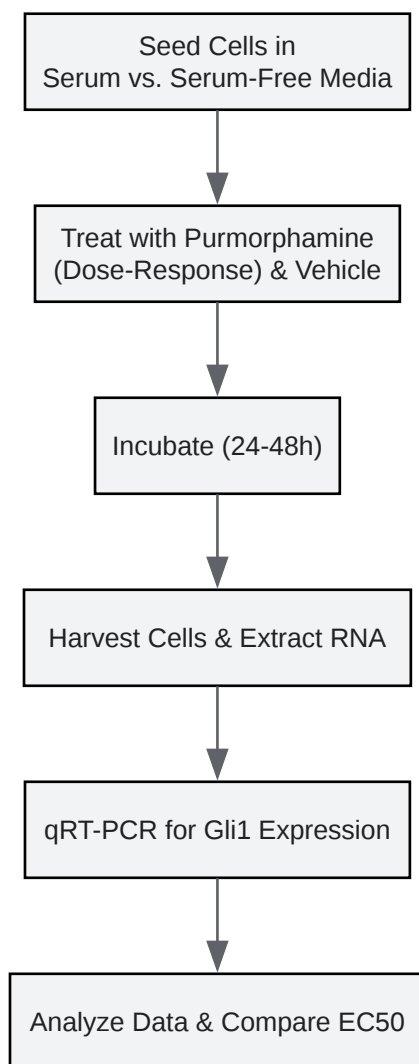 Seed Cells in
Serum vs. Serum-Free Media
Treat with Purmorphamine
(Dose-Response) & Vehicle
Incubate (24-48h)
Harvest Cells & Extract RNA
qRT-PCR for Gli1 Expression
Analyze Data & Compare EC50